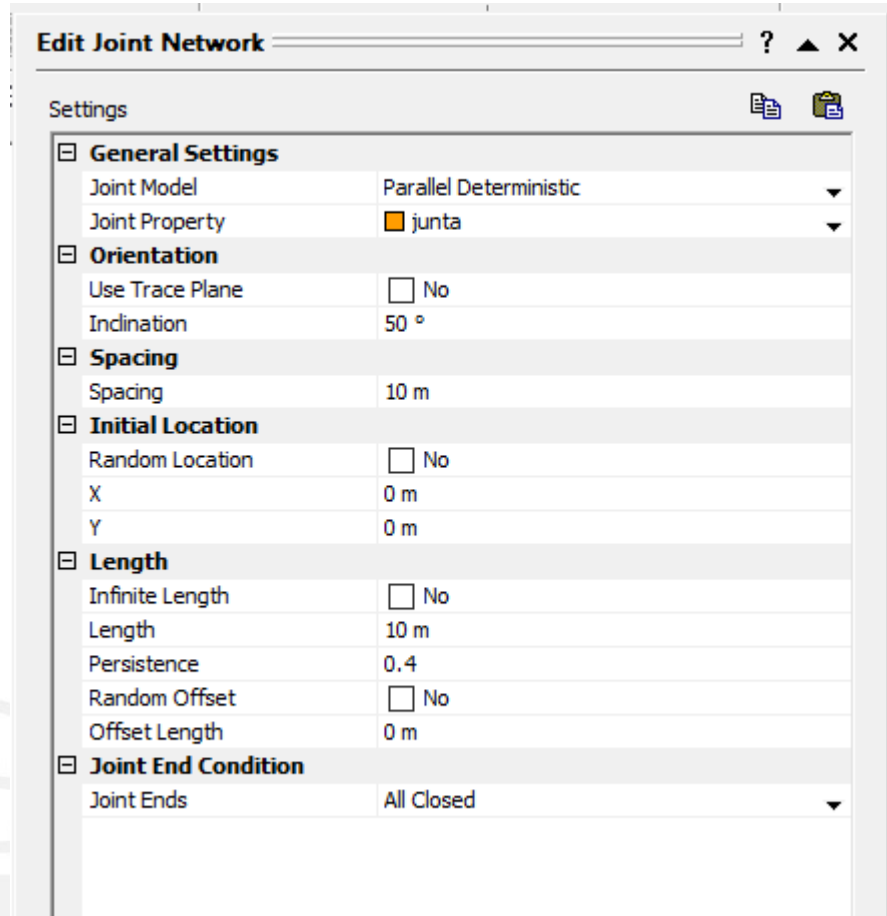 Edit Joint Network ? ▲ X
Settings
General Settings
Joint Model Parallel Deterministic
Joint Property junta
Orientation
Use Trace Plane No
Inclination 50 °
Spacing
Spacing 10 m
Initial Location
Random Location No
X 0 m
Y 0 m
Length
Infinite Length No
Length 10 m
Persistence 0.4
Random Offset No
Offset Length 0 m
Joint End Condition
Joint Ends All Closed